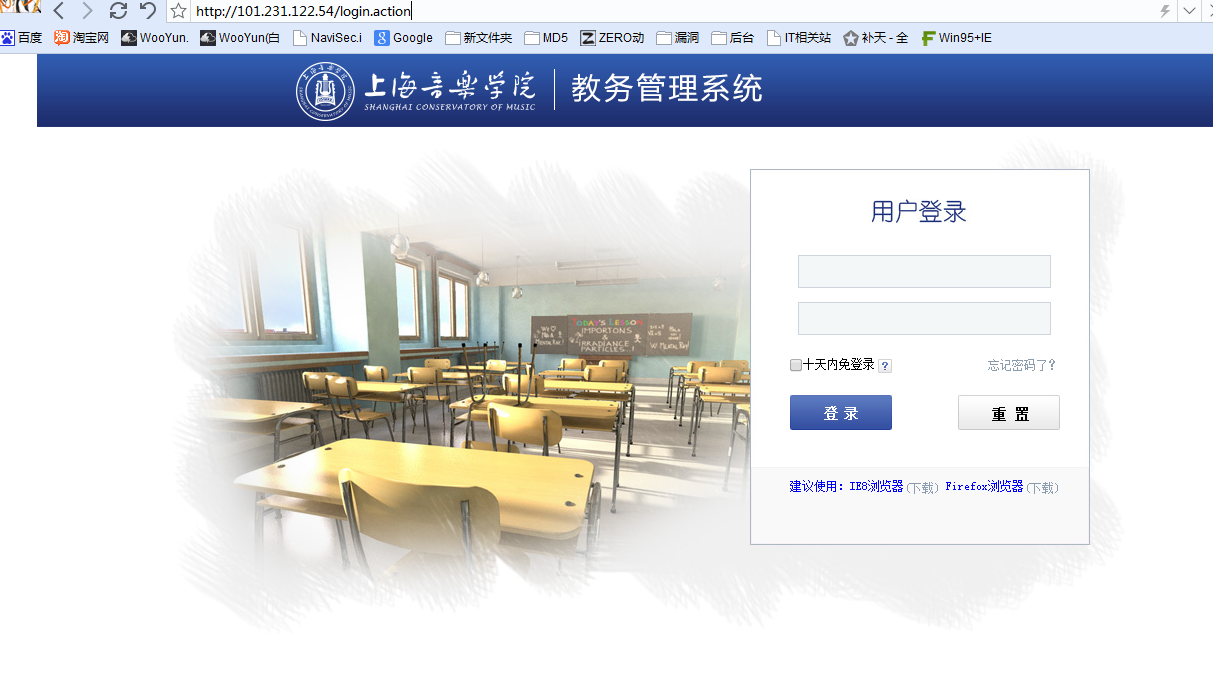 http://101.231.122.54/login.action
百度 淘宝网 WooYun. WooYun(白 NaviSec.i Google 新文件夹 MD5 ZERO动 漏洞 后台 IT相关站 补天 - 全 Win95+IE
上海音樂学院 教务管理系统
SHANGHAI CONSERVATORY OF MUSIC
用户登录
TODAY'S LESSON
IMPORTONS
&
IRRADIANCE
PARTICLES..!
十天内免登录 ? 忘记密码了?
登 录 重 置
建议使用：IE8浏览器(下载) Firefox浏览器(下载)